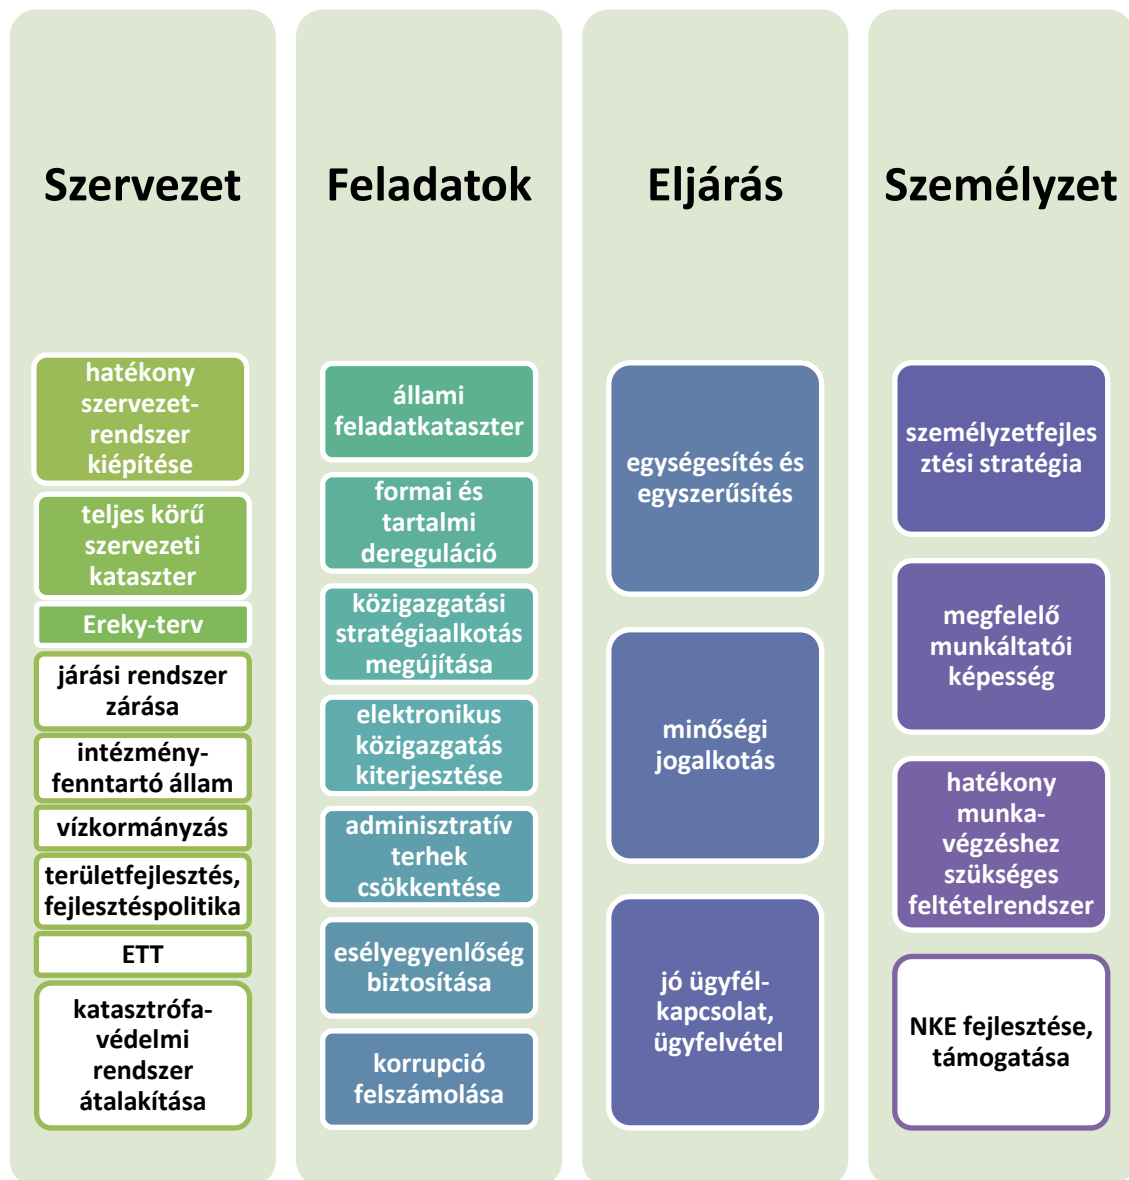 Szervezet
hatékony
szervezet-
rendszer
kiépítése
teljes körű
szervezeti
kataszter
Ereky-terv
járási rendszer
zárása
intézmény-
fenntartó állam
vízkormányzás
területfejlesztés,
fejlesztéspolitika
ETT
katasztrófa-
védelmi
rendszer
átalakítása
Feladatok
állami
feladatkataszter
formai és
tartalmi
dereguláció
közigazgatási
stratégiaalkotás
megújítása
elektronikus
közigazgatás
kiterjesztése
adminisztratív
terhek
csökkentése
esélyegyenlőség
biztosítása
korrupció
felszámolása
Eljárás
egységesítés és
egyszerűsítés
minőségi
jogalkotás
jó ügyfél-
kapcsolat,
ügyfelvétel
Személyzet
személyzetfejles
ztési stratégia
megfelelő
munkáltatói
képesség
hatékony
munka-
végzéshez
szükséges
feltételrendszer
NKE fejlesztése,
támogatása